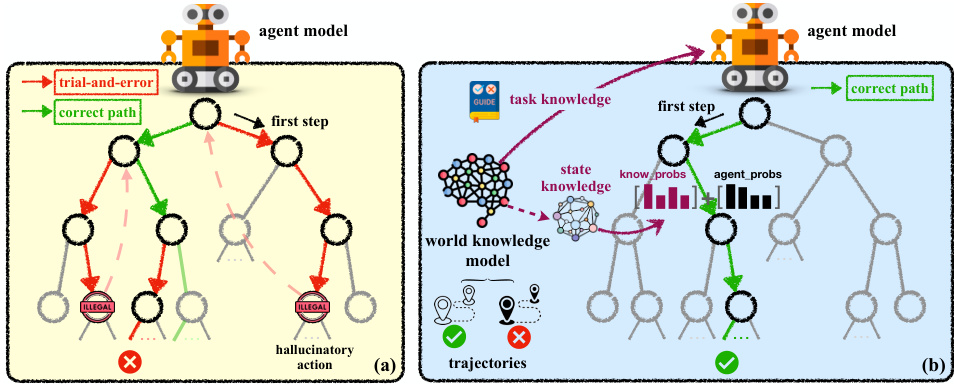 agent model
trial-and-error
correct path
first step
ILLEGAL
ILLEGAL
hallucinatory
action
(a)
agent model
GUIDE
task knowledge
correct path
first step
state
knowledge
know_probs
agent_probs
[ ] + [ ]
world knowledge
model
trajectories
(b)